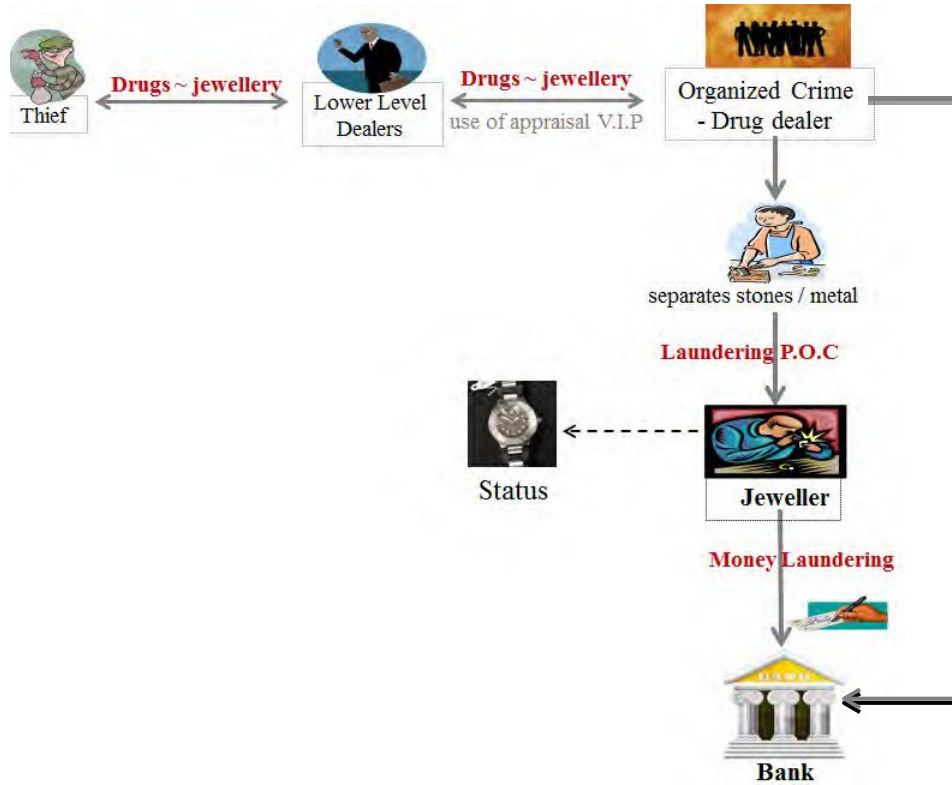 Drugs ~ jewellery
Thief
Lower Level
Dealers
Drugs ~ jewellery
use of appraisal V.I.P
Organized Crime
- Drug dealer
separates stones / metal
Laundering P.O.C
Status
Jeweller
Money Laundering
Bank